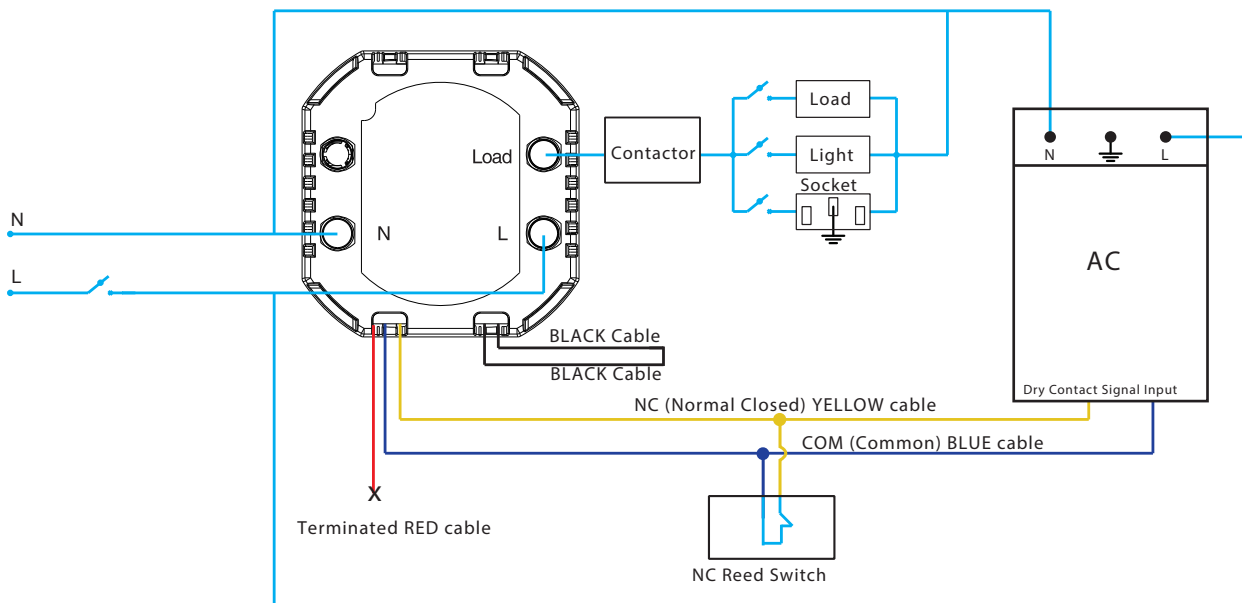 Load
Contactor
Load
Light
Socket
N
L
N
N
L
L
AC
BLACK Cable
BLACK Cable
Dry Contact Signal Input
NC (Normal Closed) YELLOW cable
COM (Common) BLUE cable
X
Terminated RED cable
NC Reed Switch